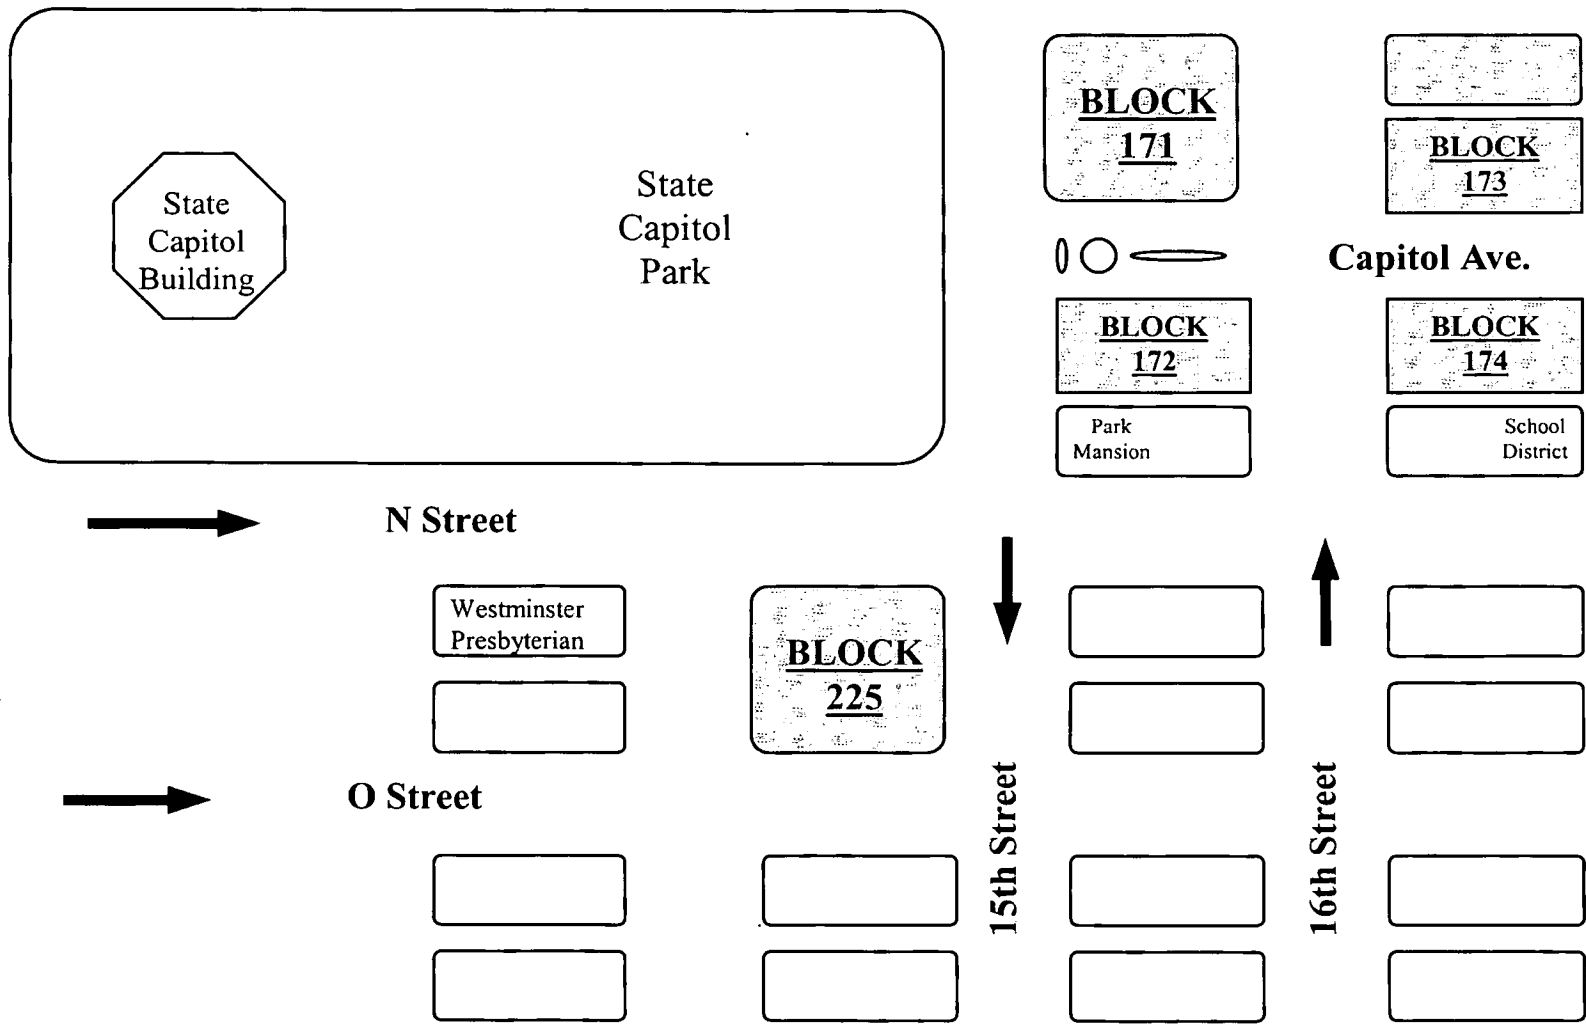 BLOCK
171
BLOCK
173
State
Capitol
Building
State
Capitol
Park
Capitol Ave.
BLOCK
172
BLOCK
174
Park
Mansion
School
District
N Street
Westminster
Presbyterian
BLOCK
225
O Street
15th Street
16th Street